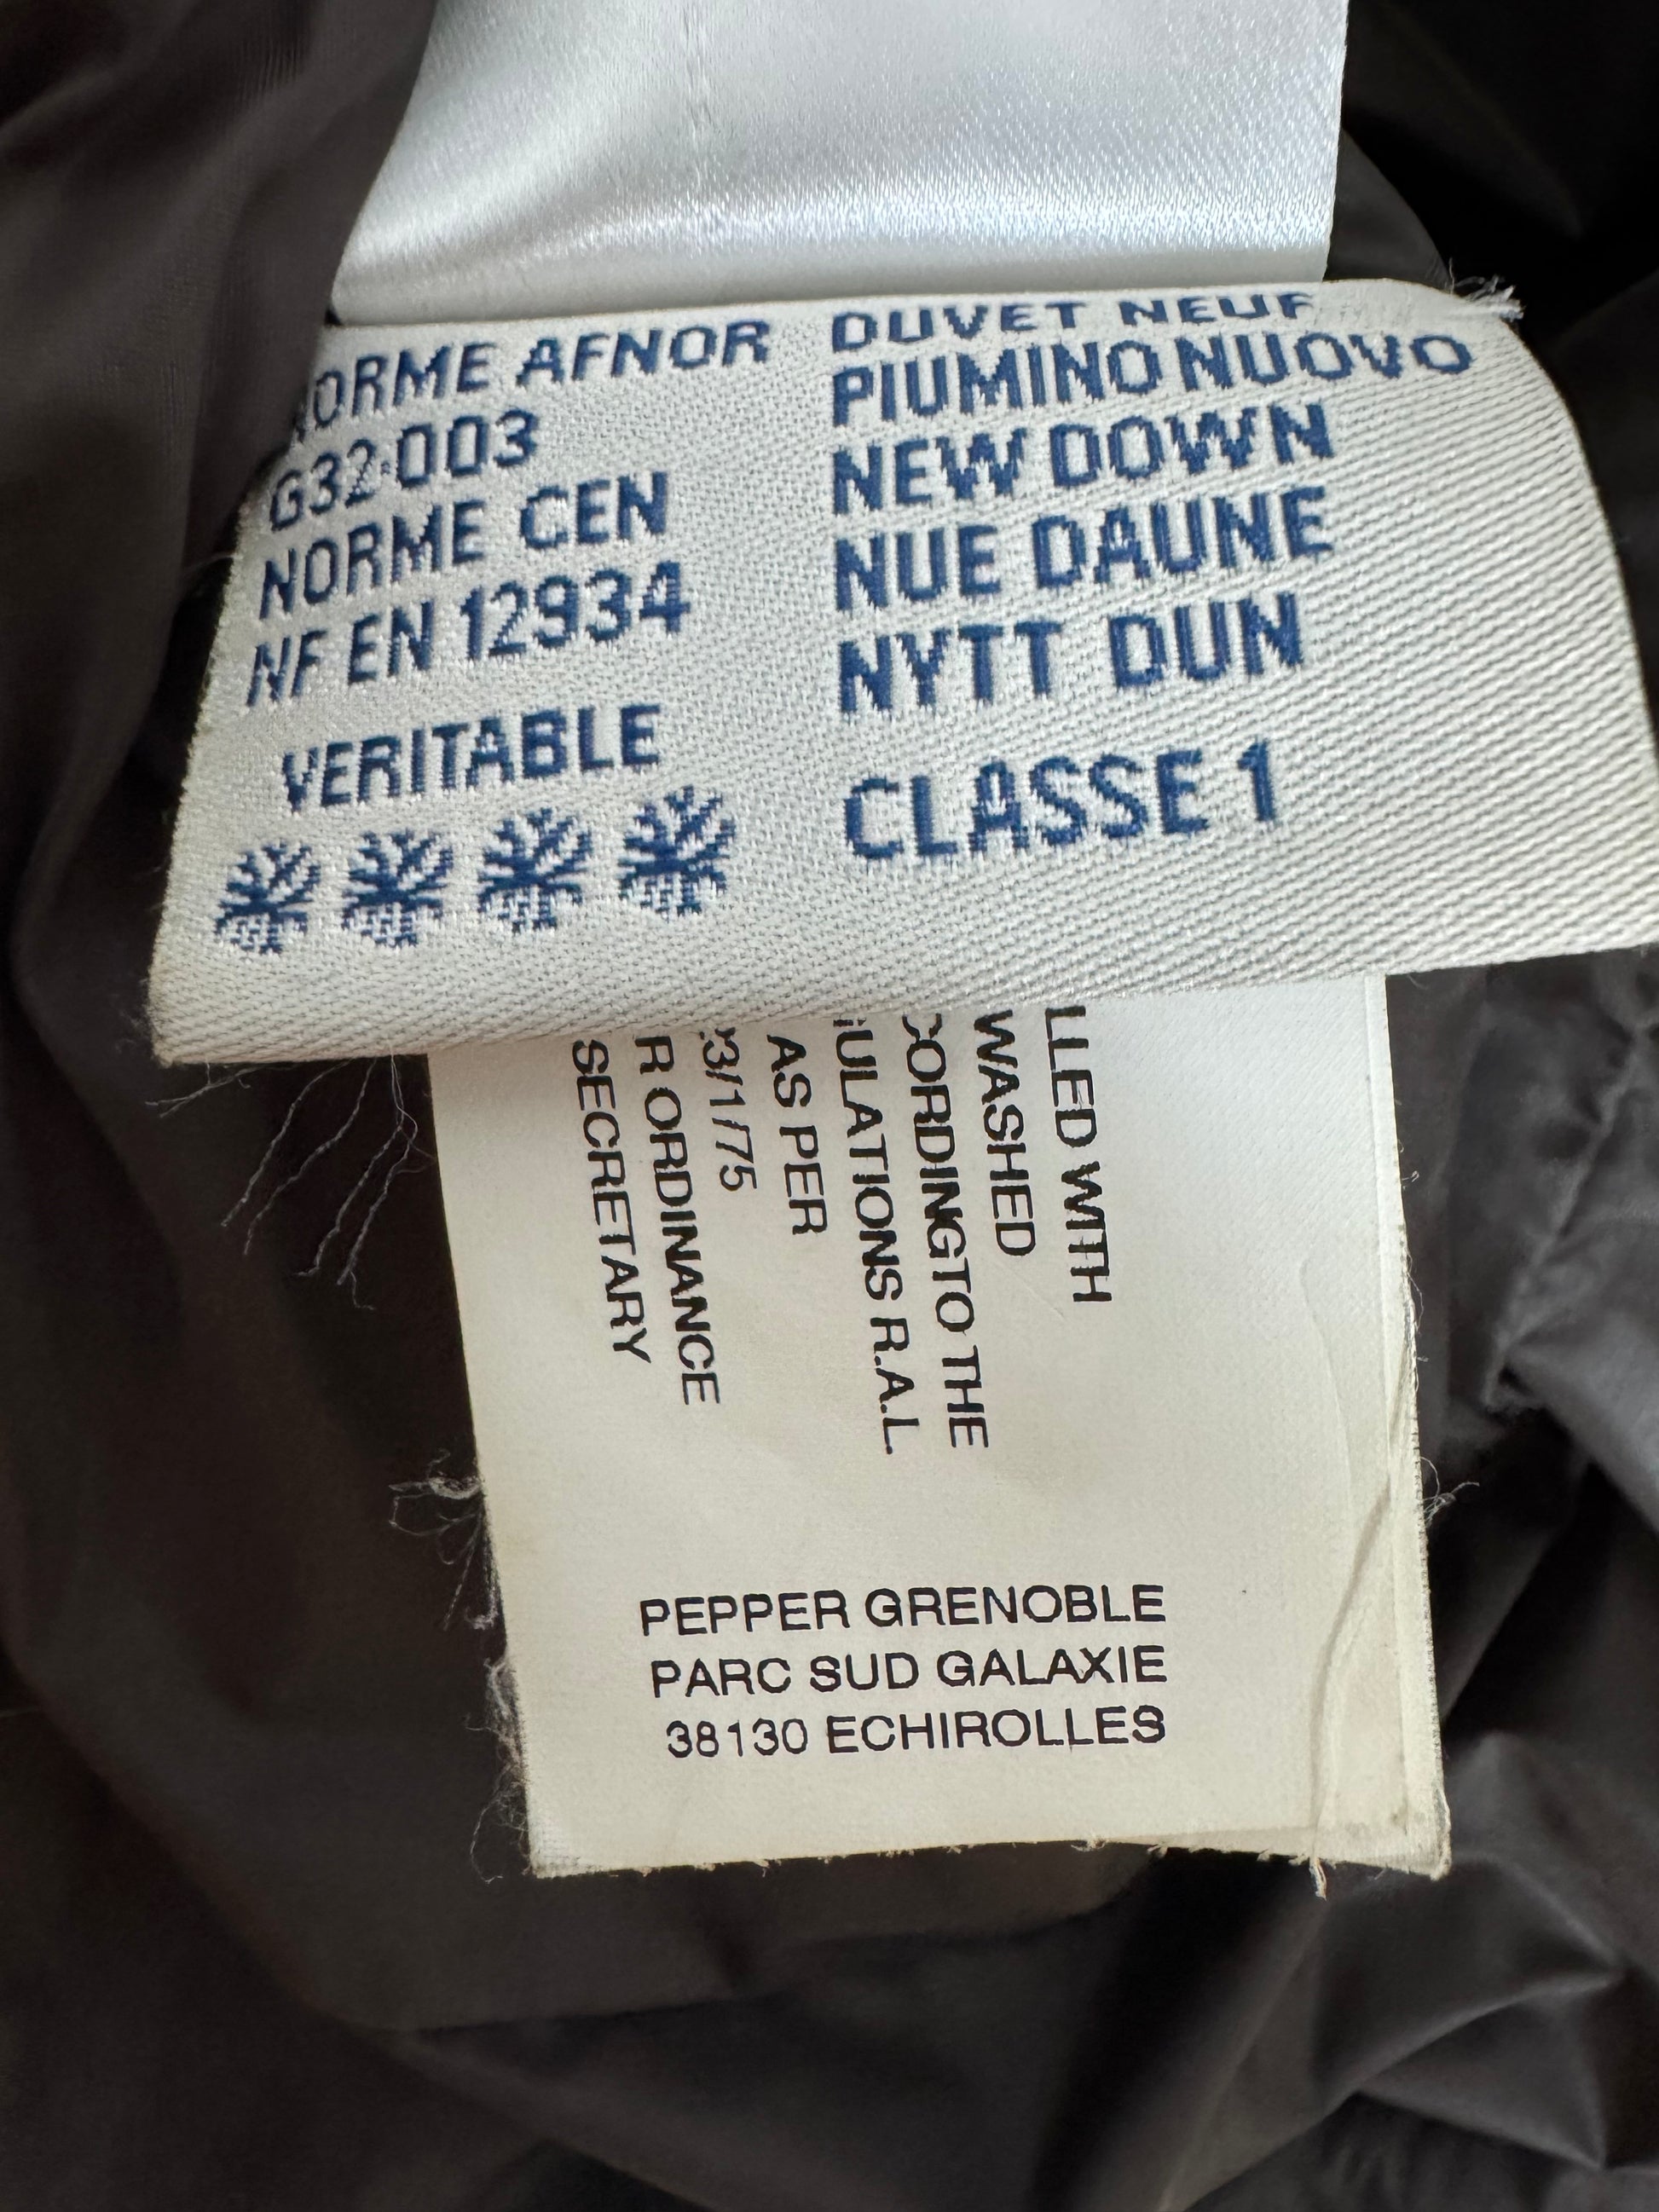 NORME AFNOR
G32-003
NORME CEN
NF EN 12934
VERITABLE
DUVET NEUF
PIUMINO NUOVO
NEW DOWN
NUE DAUNE
NYTT DUN
CLASSE 1
LLED WITH
WASHED
CORDING TO THE
ULATIONS R.A.L.
AS PER
3/1/75
R ORDINANCE
SECRETARY
PEPPER GRENOBLE
PARC SUD GALAXIE
38130 ECHIROLLES